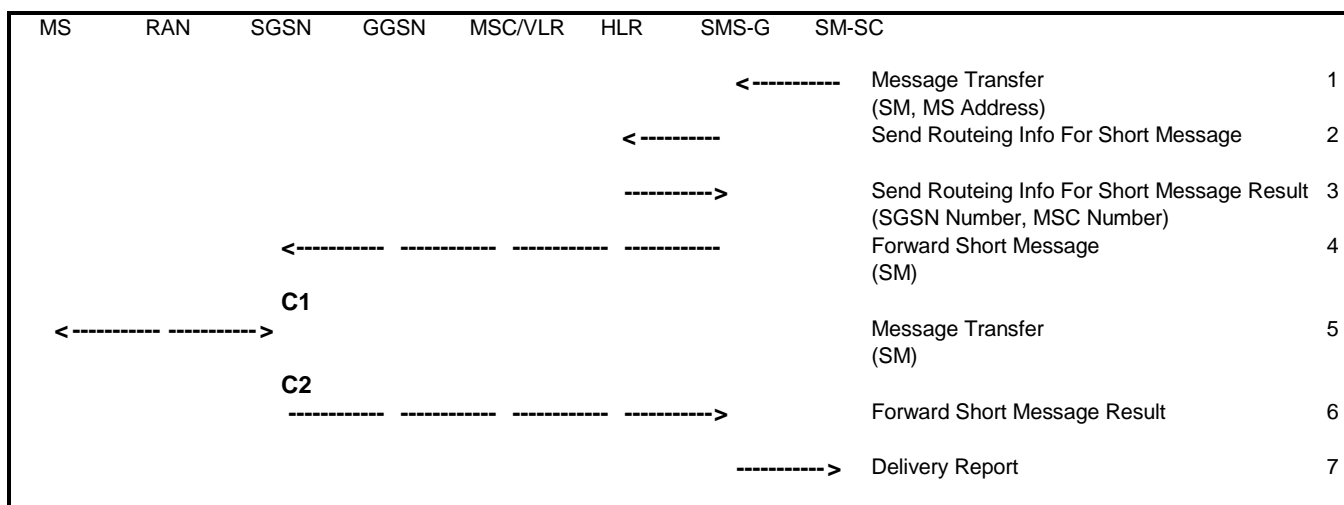 MS RAN SGSN GGSN MSC/VLR HLR SMS-G SM-SC
Message Transfer 1
(SM, MS Address)
Send Routeing Info For Short Message 2
Send Routeing Info For Short Message Result 3
(SGSN Number, MSC Number)
Forward Short Message 4
(SM)
C1
Message Transfer 5
(SM)
C2
Forward Short Message Result 6
Delivery Report 7